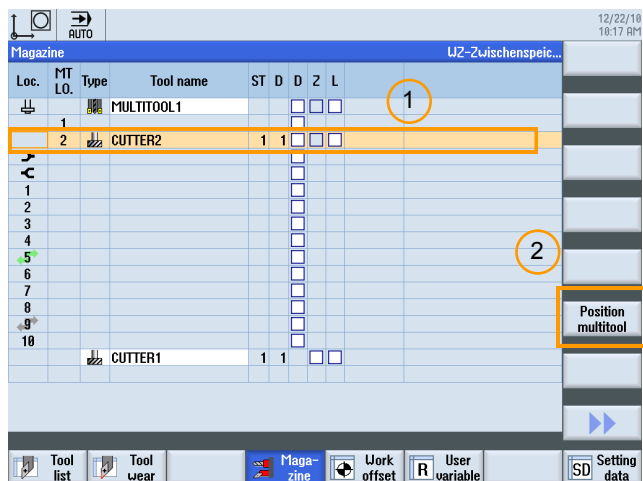 12/22/10
10:17 AM
AUTO
Magazine WZ-Zwischenspeic...
Loc. MT LO. Type Tool name ST D D Z L
MULTITOOL1
1
2 CUTTER2 1 1
1
2
3
4
5
6
7
8
9
10
CUTTER1 1 1
1
2
Position
multitool
Tool
list
Tool
wear
Maga-
zine
Work
offset
R User
variable
SD Setting
data